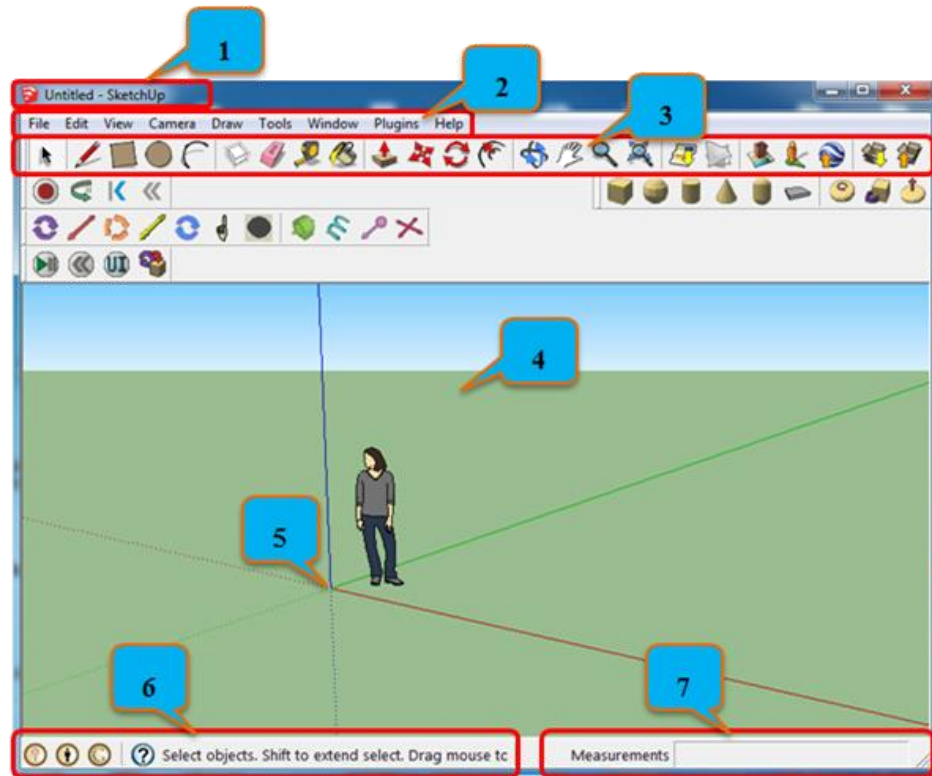 1
Untitled - SketchUp
2
File Edit View Camera Draw Tools Window Plugins Help
3
UI
4
5
6
7
Select objects. Shift to extend select. Drag mouse tc
Measurements